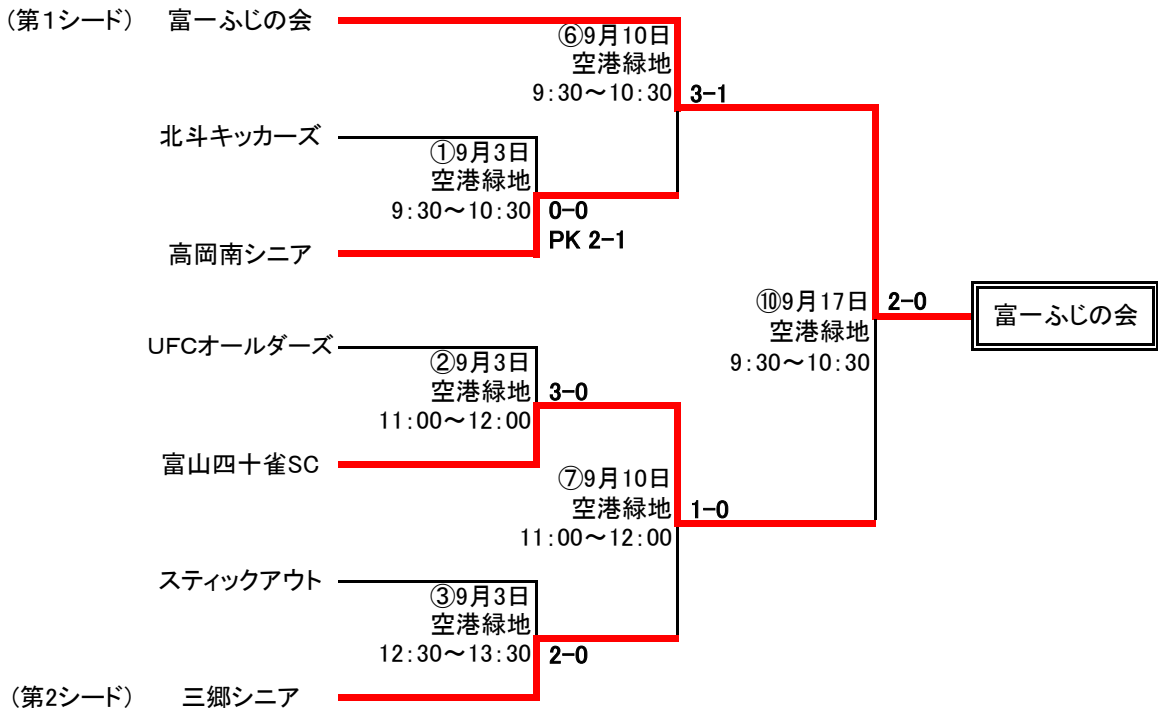 （第１シード）　富一ふじの会
⑥9月10日
空港緑地
9:30～10:30
3-1
北斗キッカーズ
①9月3日
空港緑地
9:30～10:30
0-0
PK 2-1
高岡南シニア
⑩9月17日
空港緑地
9:30～10:30
2-0
富一ふじの会
UFCオールダーズ
②9月3日
空港緑地
11:00～12:00
3-0
富山四十雀SC
⑦9月10日
空港緑地
11:00～12:00
1-0
スティックアウト
③9月3日
空港緑地
12:30～13:30
2-0
（第2シード）　三郷シニア